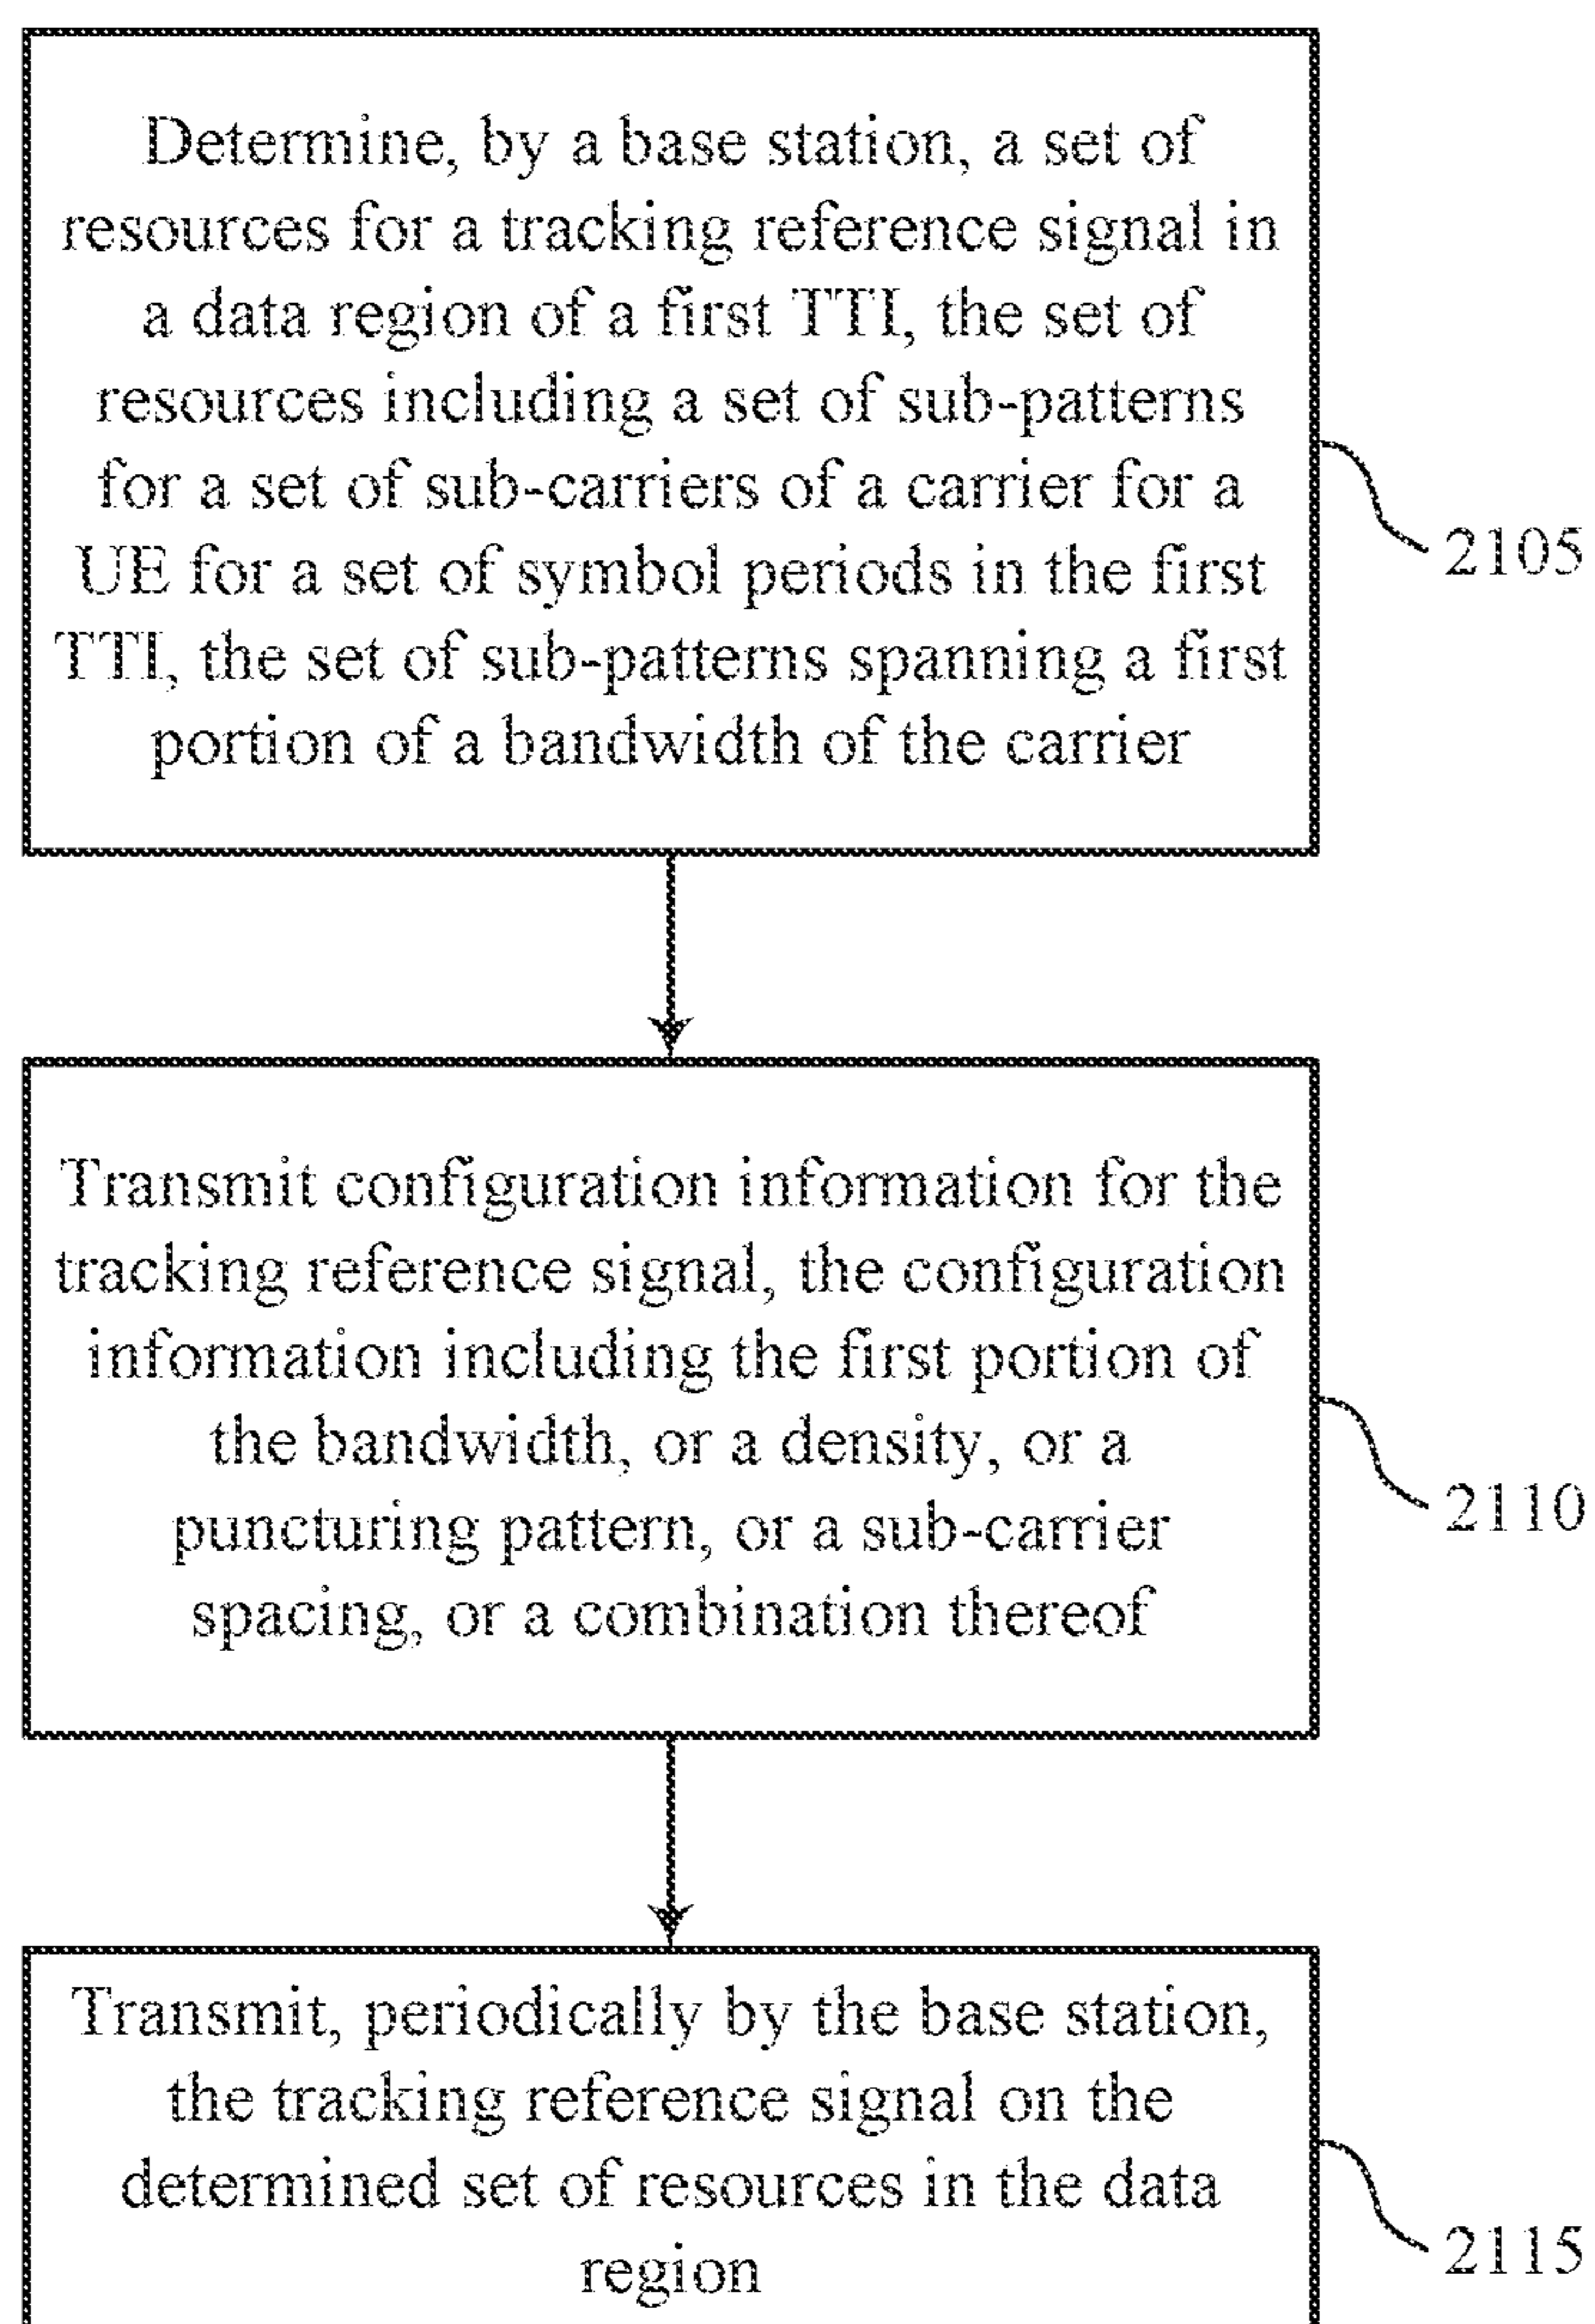 Determine, by a base station, a set of
resources for a tracking reference signal in
a data region of a first TTI, the set of
resources including a set of sub-patterns
for a set of sub-carriers of a carrier for a
UE for a set of symbol periods in the first
TTI, the set of sub-patterns spanning a first
portion of a bandwidth of the carrier
2105
Transmit configuration information for the
tracking reference signal, the configuration
information including the first portion of
the bandwidth, or a density, or a
puncturing pattern, or a sub-carrier
spacing, or a combination thereof
2110
Transmit, periodically by the base station,
the tracking reference signal on the
determined set of resources in the data
region
2115